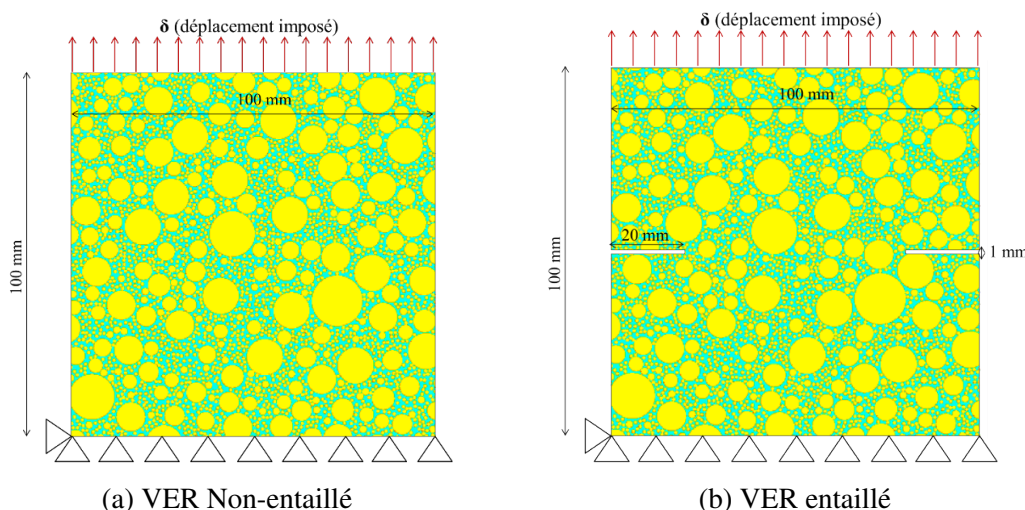 δ (déplacement imposé)
100 mm
100 mm
(a) VER Non-entaillé
δ (déplacement imposé)
100 mm
20 mm
100 mm
1 mm
(b) VER entaillé